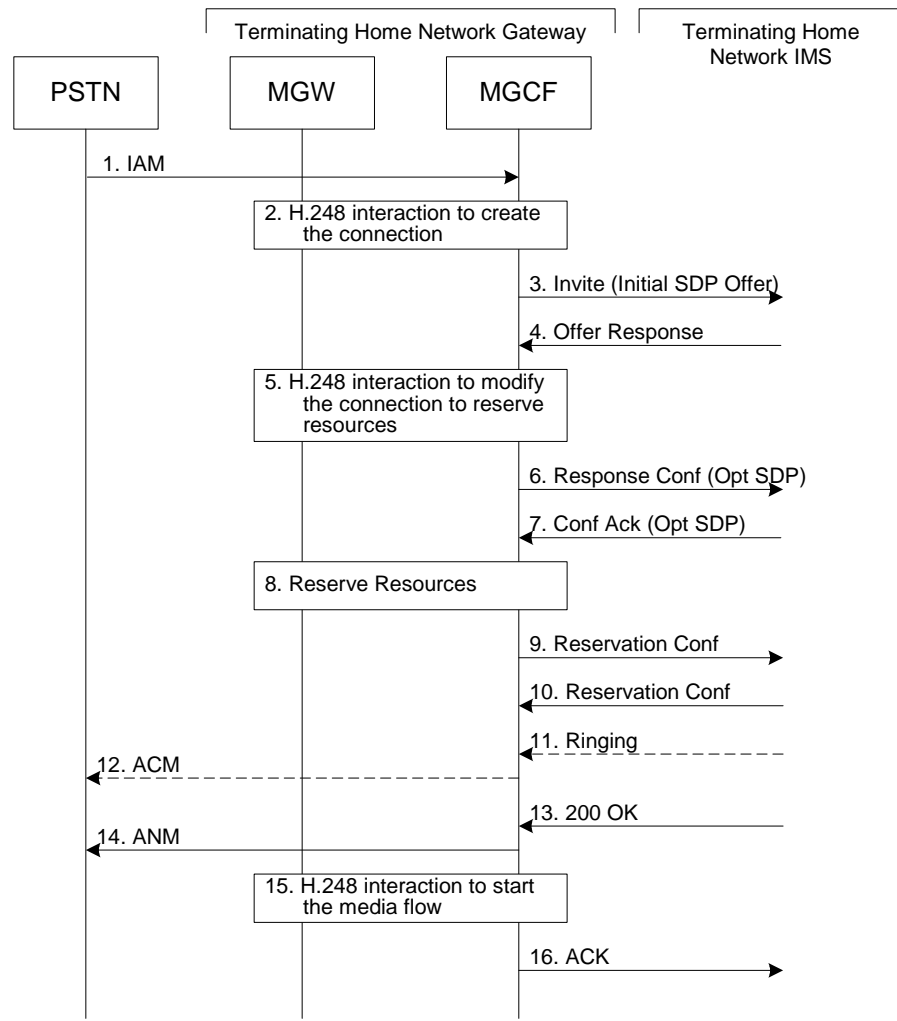 Terminating Home Network Gateway
Terminating Home
Network IMS
PSTN
MGW
MGCF
1. IAM
2. H.248 interaction to create
the connection
3. Invite (Initial SDP Offer)
4. Offer Response
5. H.248 interaction to modify
the connection to reserve
resources
6. Response Conf (Opt SDP)
7. Conf Ack (Opt SDP)
8. Reserve Resources
9. Reservation Conf
10. Reservation Conf
11. Ringing
12. ACM
13. 200 OK
14. ANM
15. H.248 interaction to start
the media flow
16. ACK